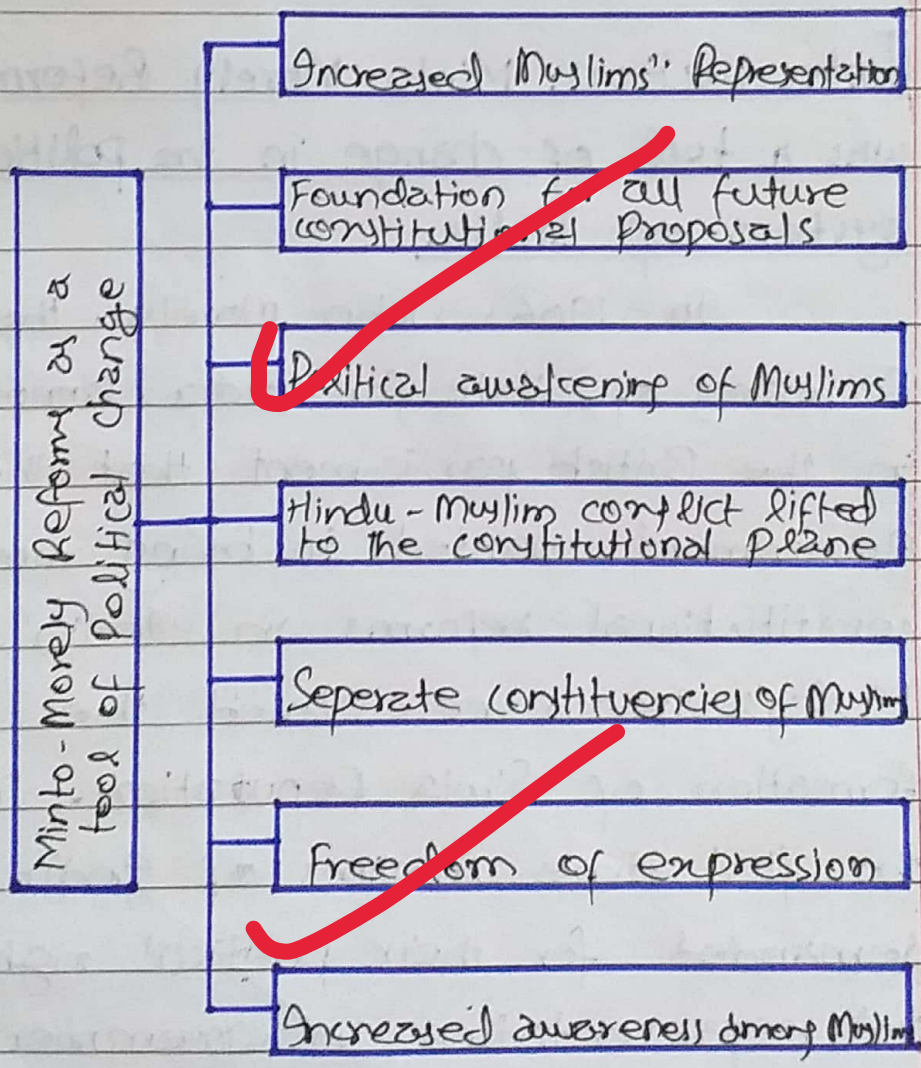 Minto-Morely Reforms as a
tool of Political change
Increased Muslims' Representation
Foundation for all future
constitutional Proposals
Political awakening of Muslims
Hindu-Muslim conflict lifted
to the constitutional Plane
Seperate constituencies of Muslims
Freedom of expression
Increased awareness among Muslims